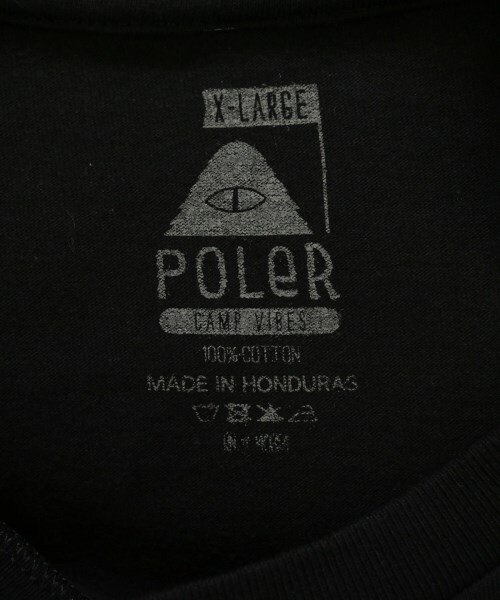 X-LARGE
POLeR
CAMP VIBES
100% COTTON
MADE IN HONDURAS